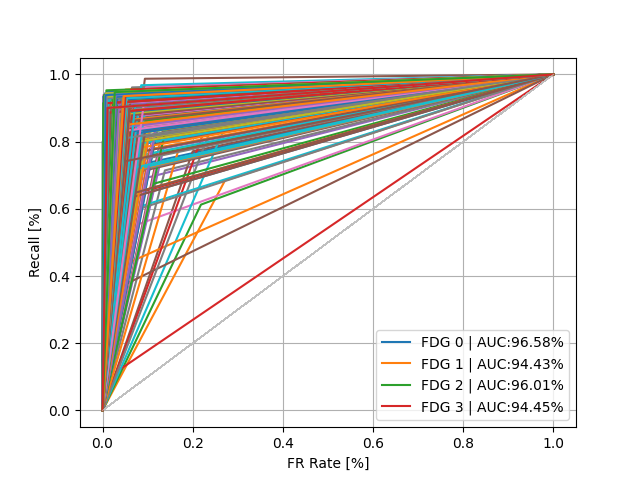 1.0
0.8
0.6
0.4
0.2
0.0
Recall [%]
0.0 0.2 0.4 0.6 0.8 1.0
FR Rate [%]
FDG 0 | AUC:96.58%
FDG 1 | AUC:94.43%
FDG 2 | AUC:96.01%
FDG 3 | AUC:94.45%